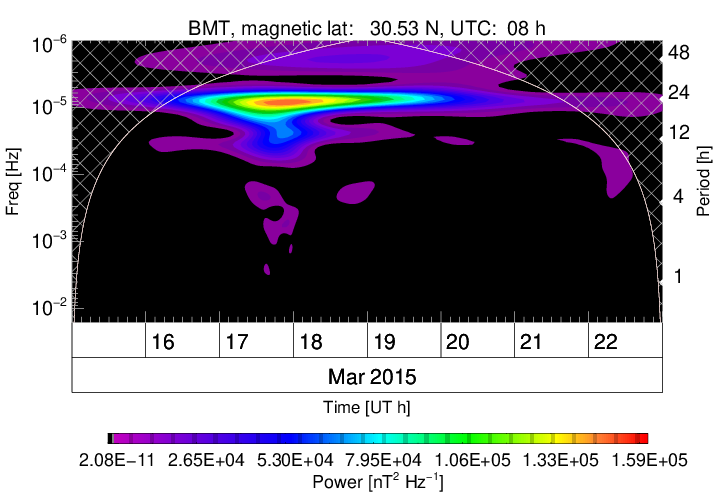 BMT, magnetic lat: 30.53 N, UTC: 08 h
Freq [Hz]
10⁻⁶
10⁻⁵
10⁻⁴
10⁻³
10⁻²
48
24
12
4
1
Period [h]
16 17 18 19 20 21 22
Mar 2015
Time [UT h]
2.08E−11 2.65E+04 5.30E+04 7.95E+04 1.06E+05 1.33E+05 1.59E+05
Power [nT² Hz⁻¹]